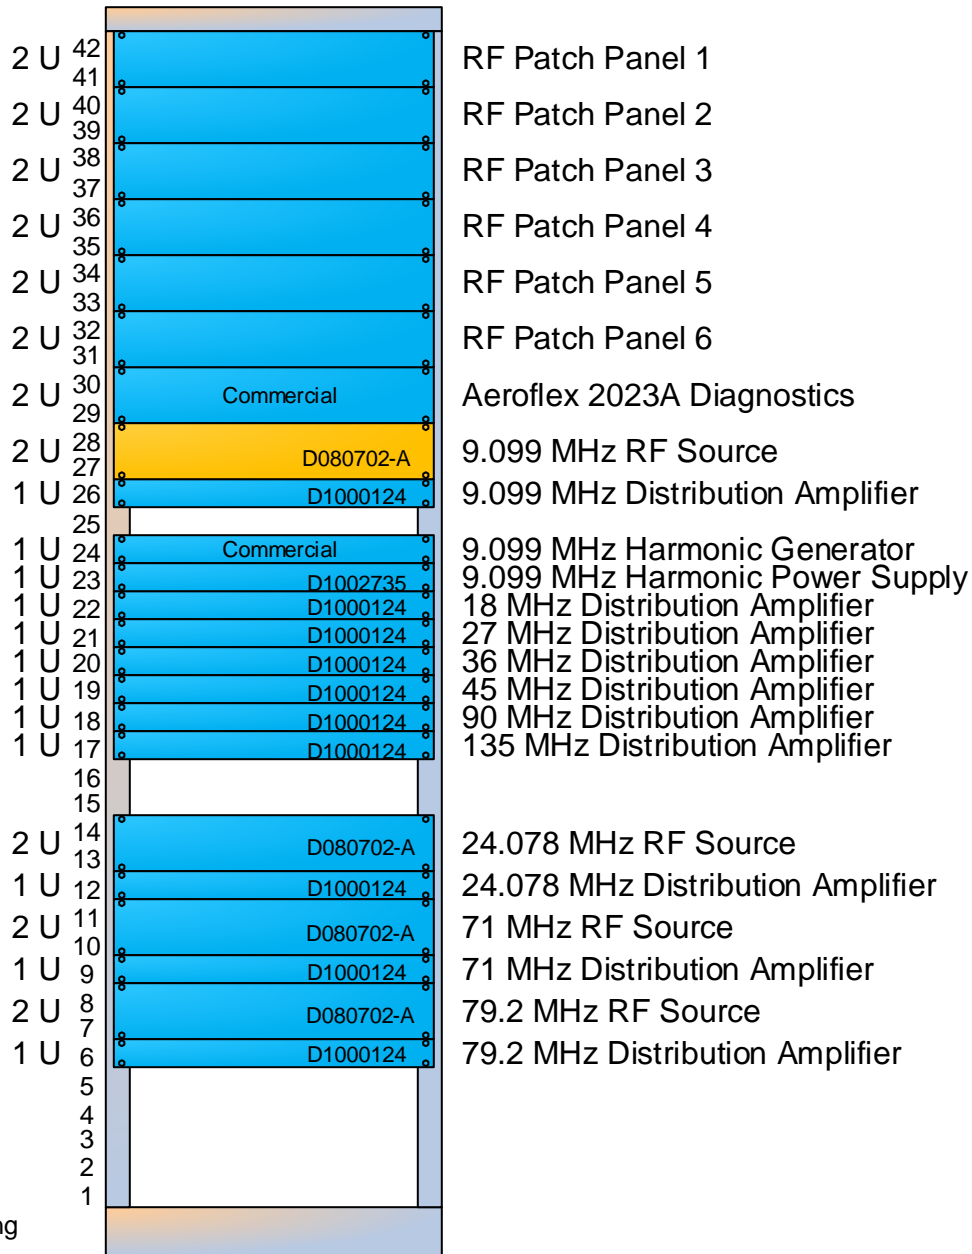 2 U 42 RF Patch Panel 1
41
2 U 40 RF Patch Panel 2
39
2 U 38 RF Patch Panel 3
37
2 U 36 RF Patch Panel 4
35
2 U 34 RF Patch Panel 5
33
2 U 32 RF Patch Panel 6
31
2 U 30 Commercial Aeroflex 2023A Diagnostics
29
2 U 28 D080702-A 9.099 MHz RF Source
27
1 U 26 D1000124 9.099 MHz Distribution Amplifier
25
1 U 24 Commercial 9.099 MHz Harmonic Generator
1 U 23 D1002735 9.099 MHz Harmonic Power Supply
1 U 22 D1000124 18 MHz Distribution Amplifier
1 U 21 D1000124 27 MHz Distribution Amplifier
1 U 20 D1000124 36 MHz Distribution Amplifier
1 U 19 D1000124 45 MHz Distribution Amplifier
1 U 18 D1000124 90 MHz Distribution Amplifier
1 U 17 D1000124 135 MHz Distribution Amplifier
16
15
2 U 14 D080702-A 24.078 MHz RF Source
13
1 U 12 D1000124 24.078 MHz Distribution Amplifier
2 U 11 D080702-A 71 MHz RF Source
10
1 U 9 D1000124 71 MHz Distribution Amplifier
2 U 8 D080702-A 79.2 MHz RF Source
7
1 U 6 D1000124 79.2 MHz Distribution Amplifier
5
4
3
2
1